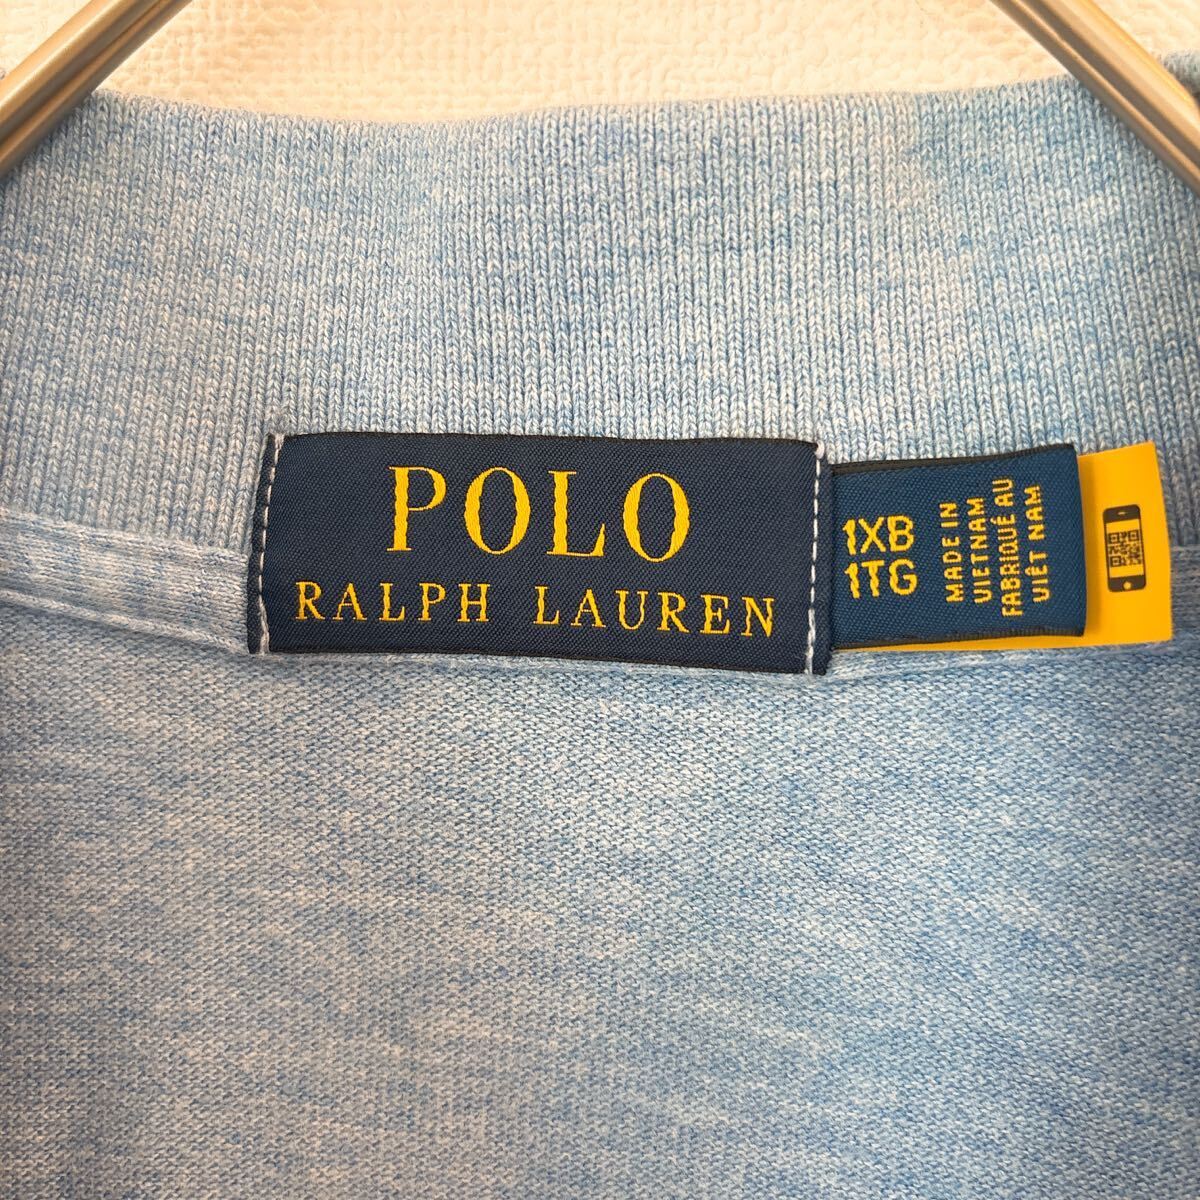 POLO
RALPH LAUREN
1XB
1TG
MADE IN
VIETNAM
FABRIQUÉ AU
VIÊT NAM